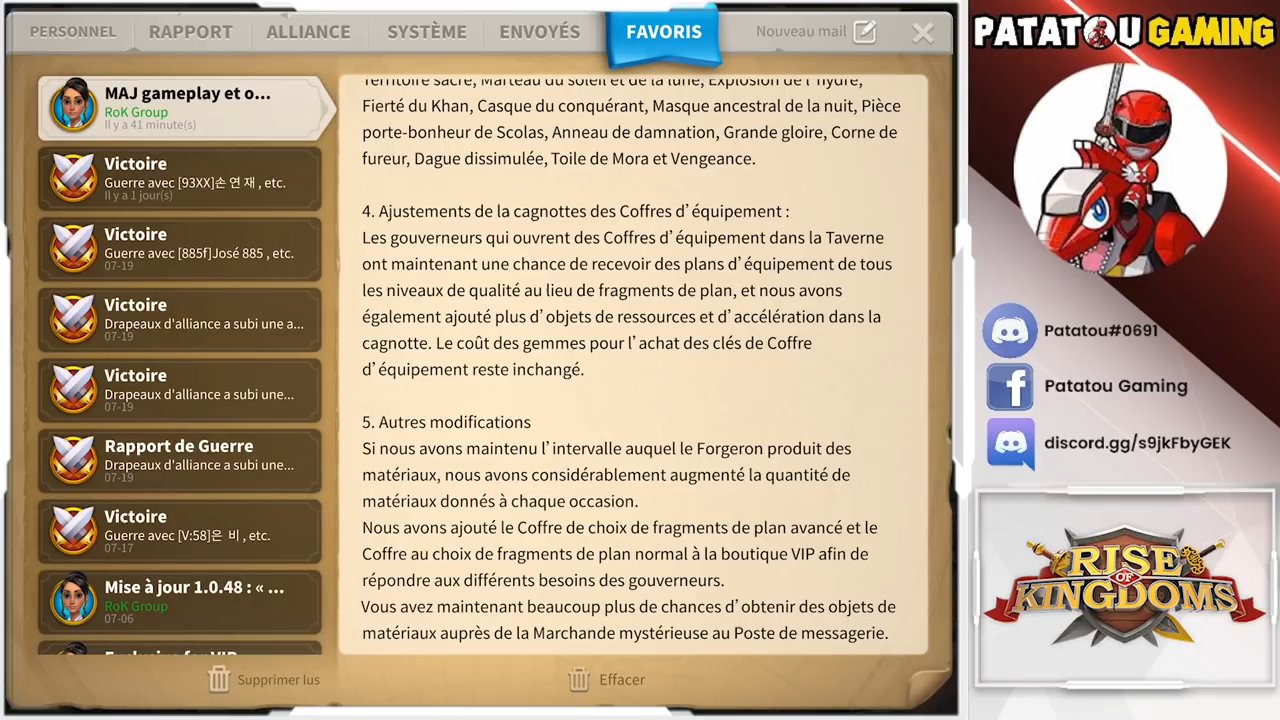 PERSONNEL
RAPPORT
ALLIANCE
SYSTÈME
ENVOYÉS
FAVORIS
Nouveau mail
MAJ gameplay et o...
RoK Group
Il y a 41 minute(s)
Victoire
Guerre avec [93XX]손 연 재 , etc.
Il y a 1 jour(s)
Victoire
Guerre avec [885f]José 885 , etc.
07-19
Victoire
Drapeaux d'alliance a subi une a...
07-19
Victoire
Drapeaux d'alliance a subi une...
07-19
Rapport de Guerre
Drapeaux d'alliance a subi une...
07-19
Victoire
Guerre avec [V:58]은 비 , etc.
07-17
Mise à jour 1.0.48 : « ...
RoK Group
07-06
Supprimer lus
Territoire sacré, Marteau du soleil et de la lune, Explosion de l'hydre,
Fierté du Khan, Casque du conquérant, Masque ancestral de la nuit, Pièce
porte-bonheur de Scolas, Anneau de damnation, Grande gloire, Corne de
fureur, Dague dissimulée, Toile de Mora et Vengeance.
4. Ajustements de la cagnottes des Coffres d'équipement :
Les gouverneurs qui ouvrent des Coffres d'équipement dans la Taverne
ont maintenant une chance de recevoir des plans d'équipement de tous
les niveaux de qualité au lieu de fragments de plan, et nous avons
également ajouté plus d'objets de ressources et d'accélération dans la
cagnotte. Le coût des gemmes pour l'achat des clés de Coffre
d'équipement reste inchangé.
5. Autres modifications
Si nous avons maintenu l'intervalle auquel le Forgeron produit des
matériaux, nous avons considérablement augmenté la quantité de
matériaux donnés à chaque occasion.
Nous avons ajouté le Coffre de choix de fragments de plan avancé et le
Coffre au choix de fragments de plan normal à la boutique VIP afin de
répondre aux différents besoins des gouverneurs.
Vous avez maintenant beaucoup plus de chances d'obtenir des objets de
matériaux auprès de la Marchande mystérieuse au Poste de messagerie.
Effacer
PATATOU GAMING
Patatou#0691
Patatou Gaming
discord.gg/s9jkFbyGEK
RISE
OF
KINGDOMS